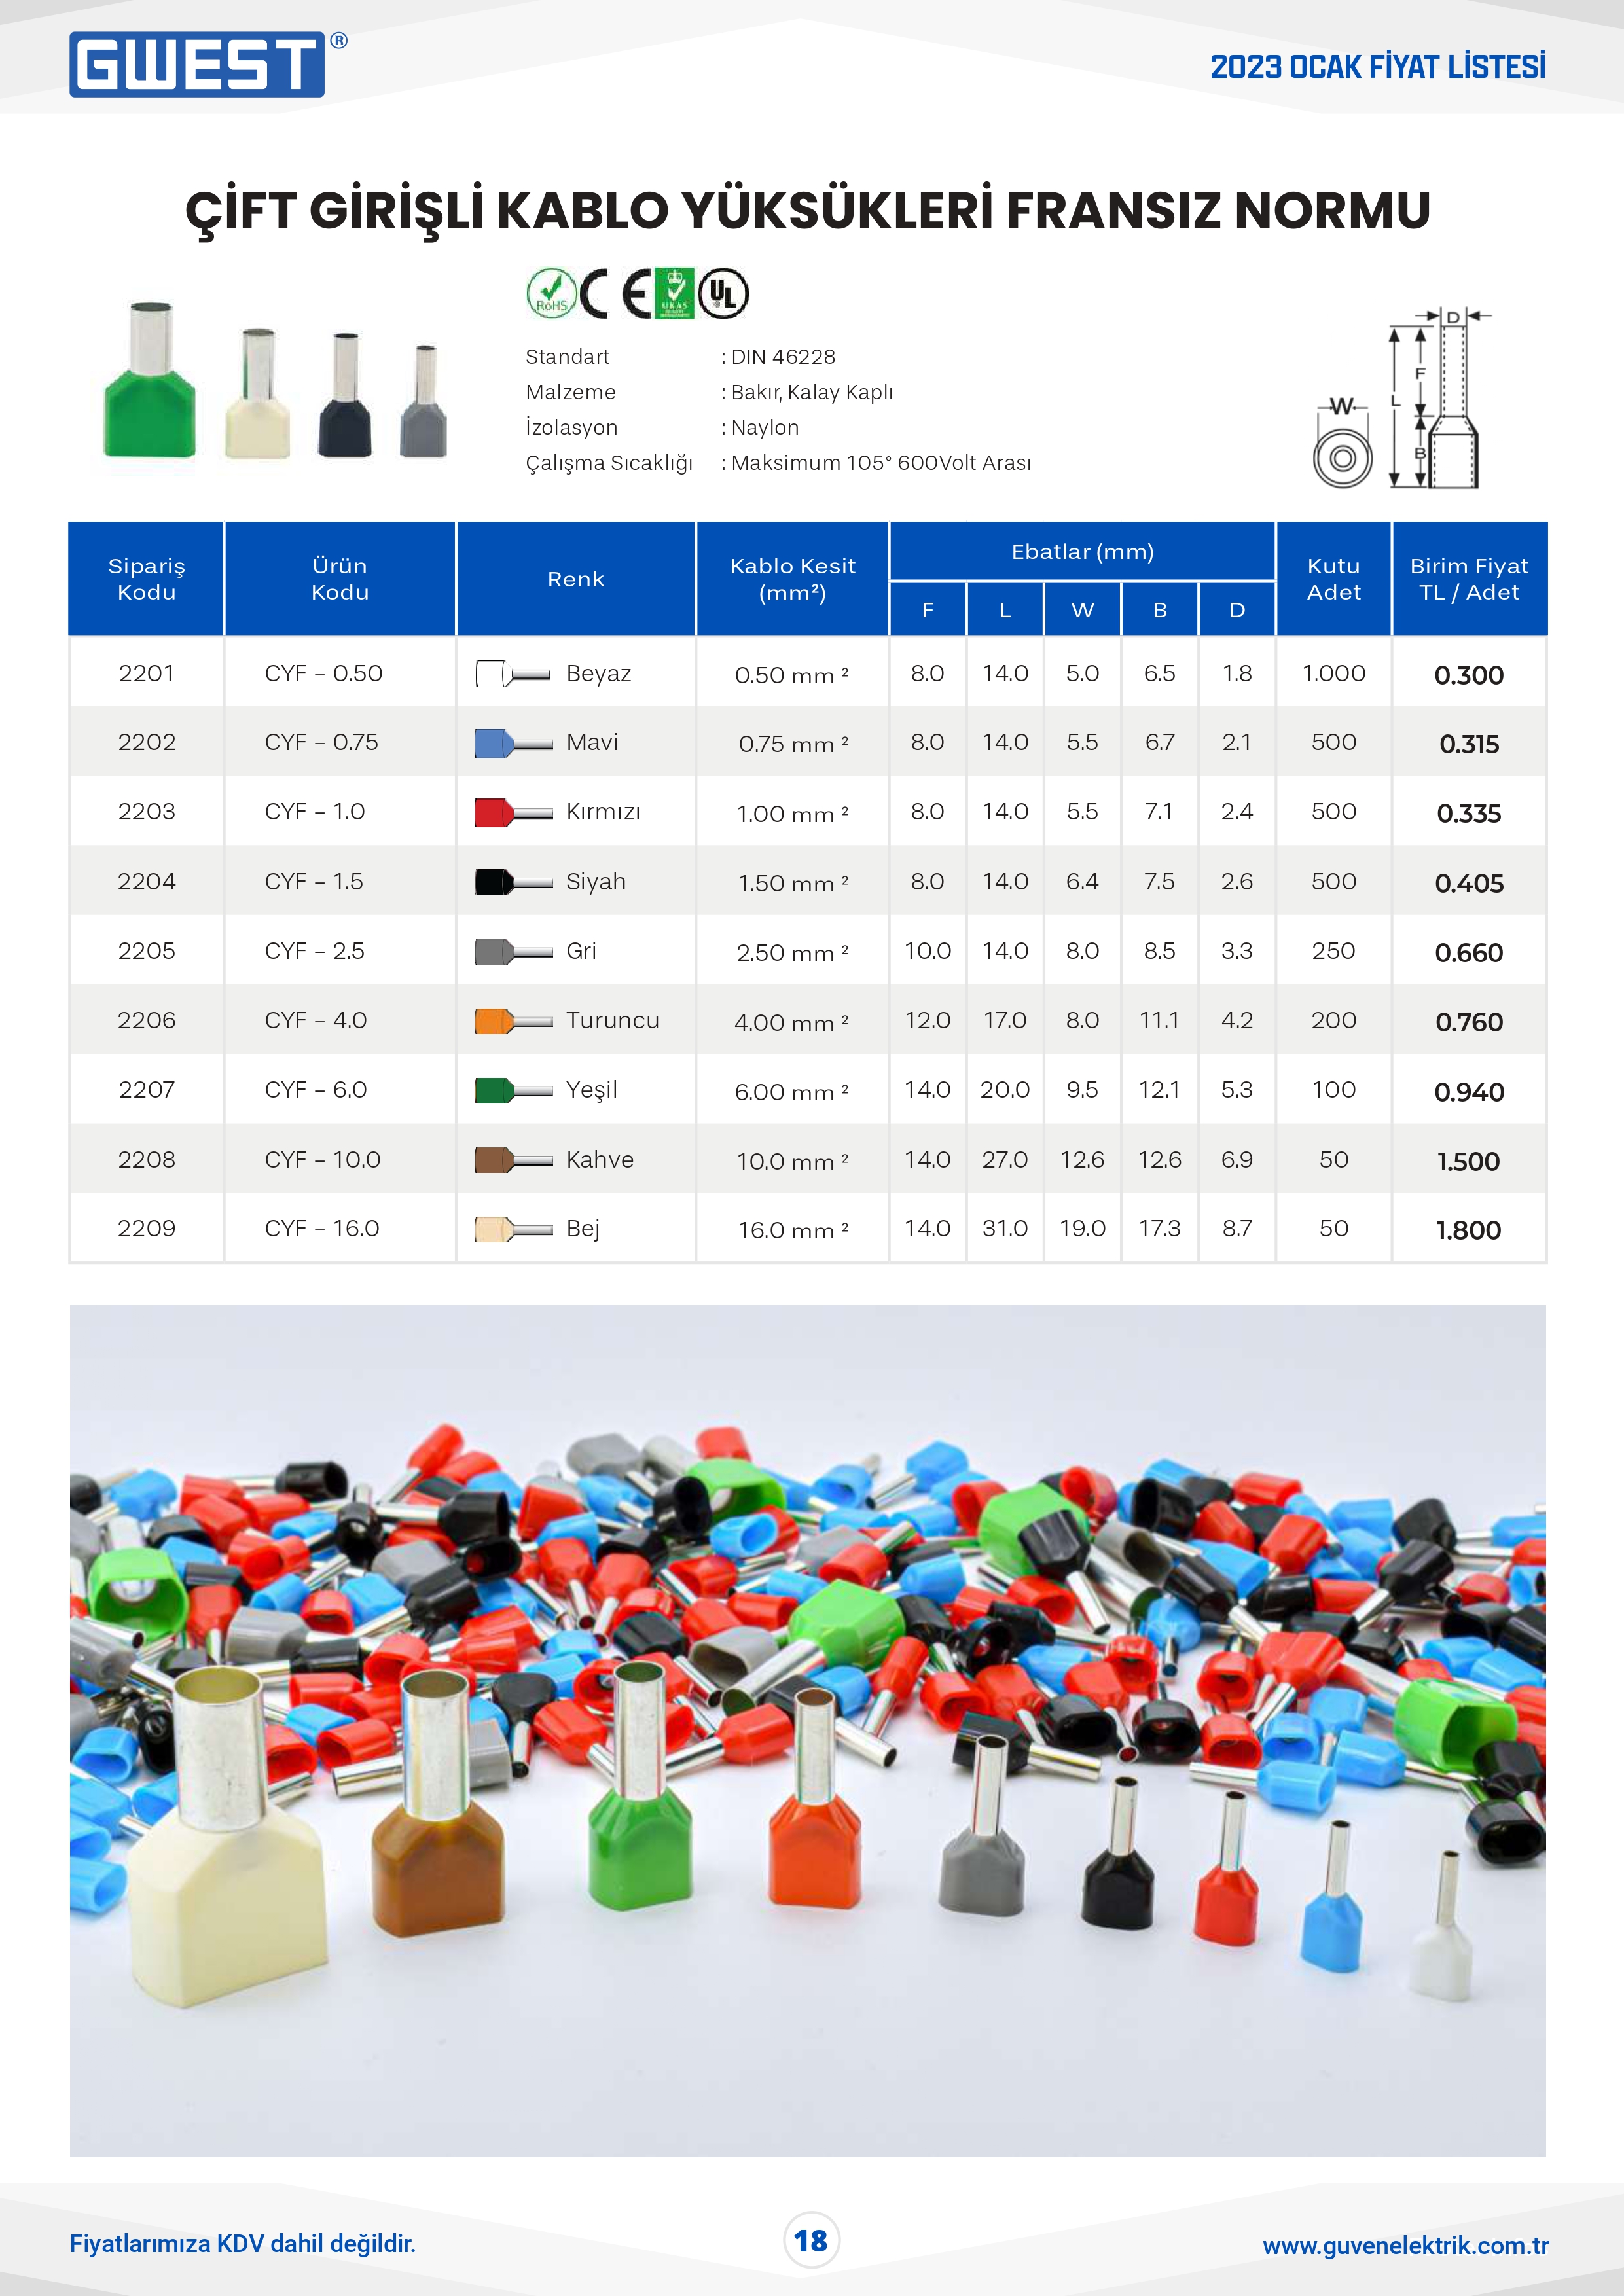 GWEST®
2023 OCAK FİYAT LİSTESİ
ÇİFT GİRİŞLİ KABLO YÜKSÜKLERİ FRANSIZ NORMU
RoHS CE UKAS QUALITY MANAGEMENT UL
Standart : DIN 46228
Malzeme : Bakır, Kalay Kaplı
İzolasyon : Naylon
Çalışma Sıcaklığı : Maksimum 105° 600Volt Arası
D
F
W
L
B
Sipariş Kodu Ürün Kodu Renk Kablo Kesit (mm²) Ebatlar (mm) Kutu Adet Birim Fiyat TL / Adet
F L W B D
2201 CYF – 0.50 Beyaz 0.50 mm ² 8.0 14.0 5.0 6.5 1.8 1.000 0.300
2202 CYF – 0.75 Mavi 0.75 mm ² 8.0 14.0 5.5 6.7 2.1 500 0.315
2203 CYF – 1.0 Kırmızı 1.00 mm ² 8.0 14.0 5.5 7.1 2.4 500 0.335
2204 CYF – 1.5 Siyah 1.50 mm ² 8.0 14.0 6.4 7.5 2.6 500 0.405
2205 CYF – 2.5 Gri 2.50 mm ² 10.0 14.0 8.0 8.5 3.3 250 0.660
2206 CYF – 4.0 Turuncu 4.00 mm ² 12.0 17.0 8.0 11.1 4.2 200 0.760
2207 CYF – 6.0 Yeşil 6.00 mm ² 14.0 20.0 9.5 12.1 5.3 100 0.940
2208 CYF – 10.0 Kahve 10.0 mm ² 14.0 27.0 12.6 12.6 6.9 50 1.500
2209 CYF – 16.0 Bej 16.0 mm ² 14.0 31.0 19.0 17.3 8.7 50 1.800
Fiyatlarımıza KDV dahil değildir.
18
www.guvenelektrik.com.tr